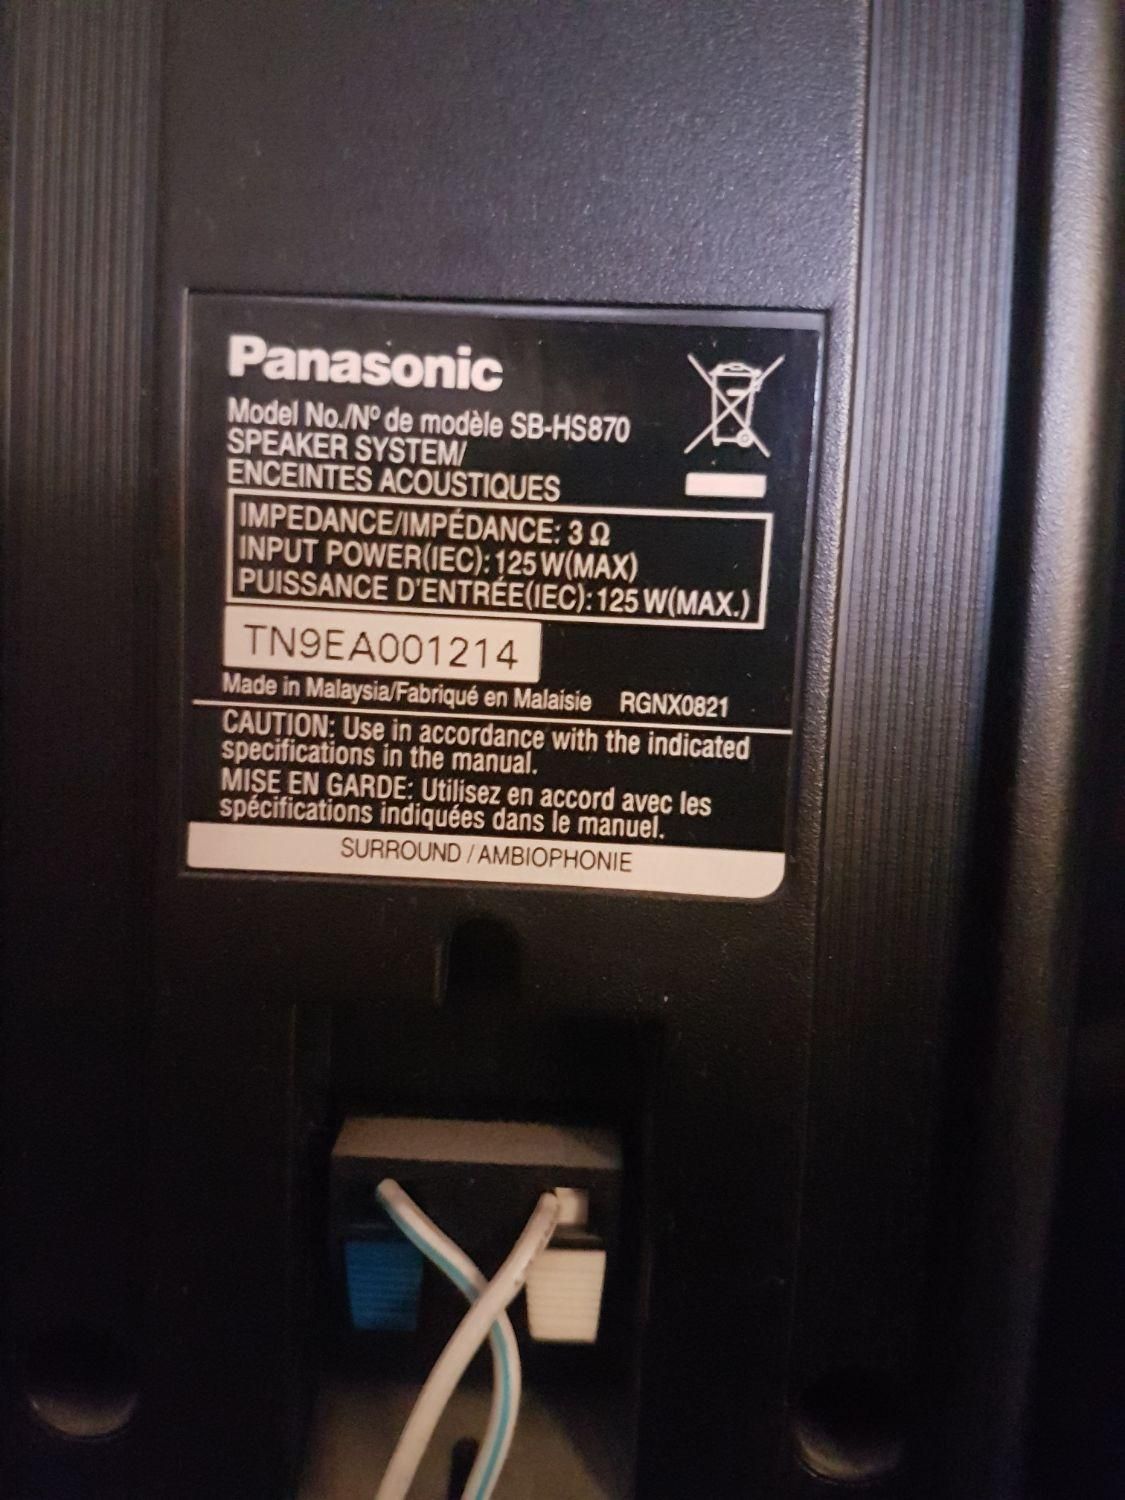 Panasonic
Model No./Nº de modèle SB-HS870
SPEAKER SYSTEM/
ENCEINTES ACOUSTIQUES
IMPEDANCE/IMPÉDANCE: 3 Ω
INPUT POWER(IEC): 125 W(MAX)
PUISSANCE D'ENTRÉE(IEC): 125 W(MAX.)
TN9EA001214
Made in Malaysia/Fabriqué en Malaisie RGNX0821
CAUTION: Use in accordance with the indicated
specifications in the manual.
MISE EN GARDE: Utilisez en accord avec les
spécifications indiquées dans le manuel.
SURROUND / AMBIOPHONIE